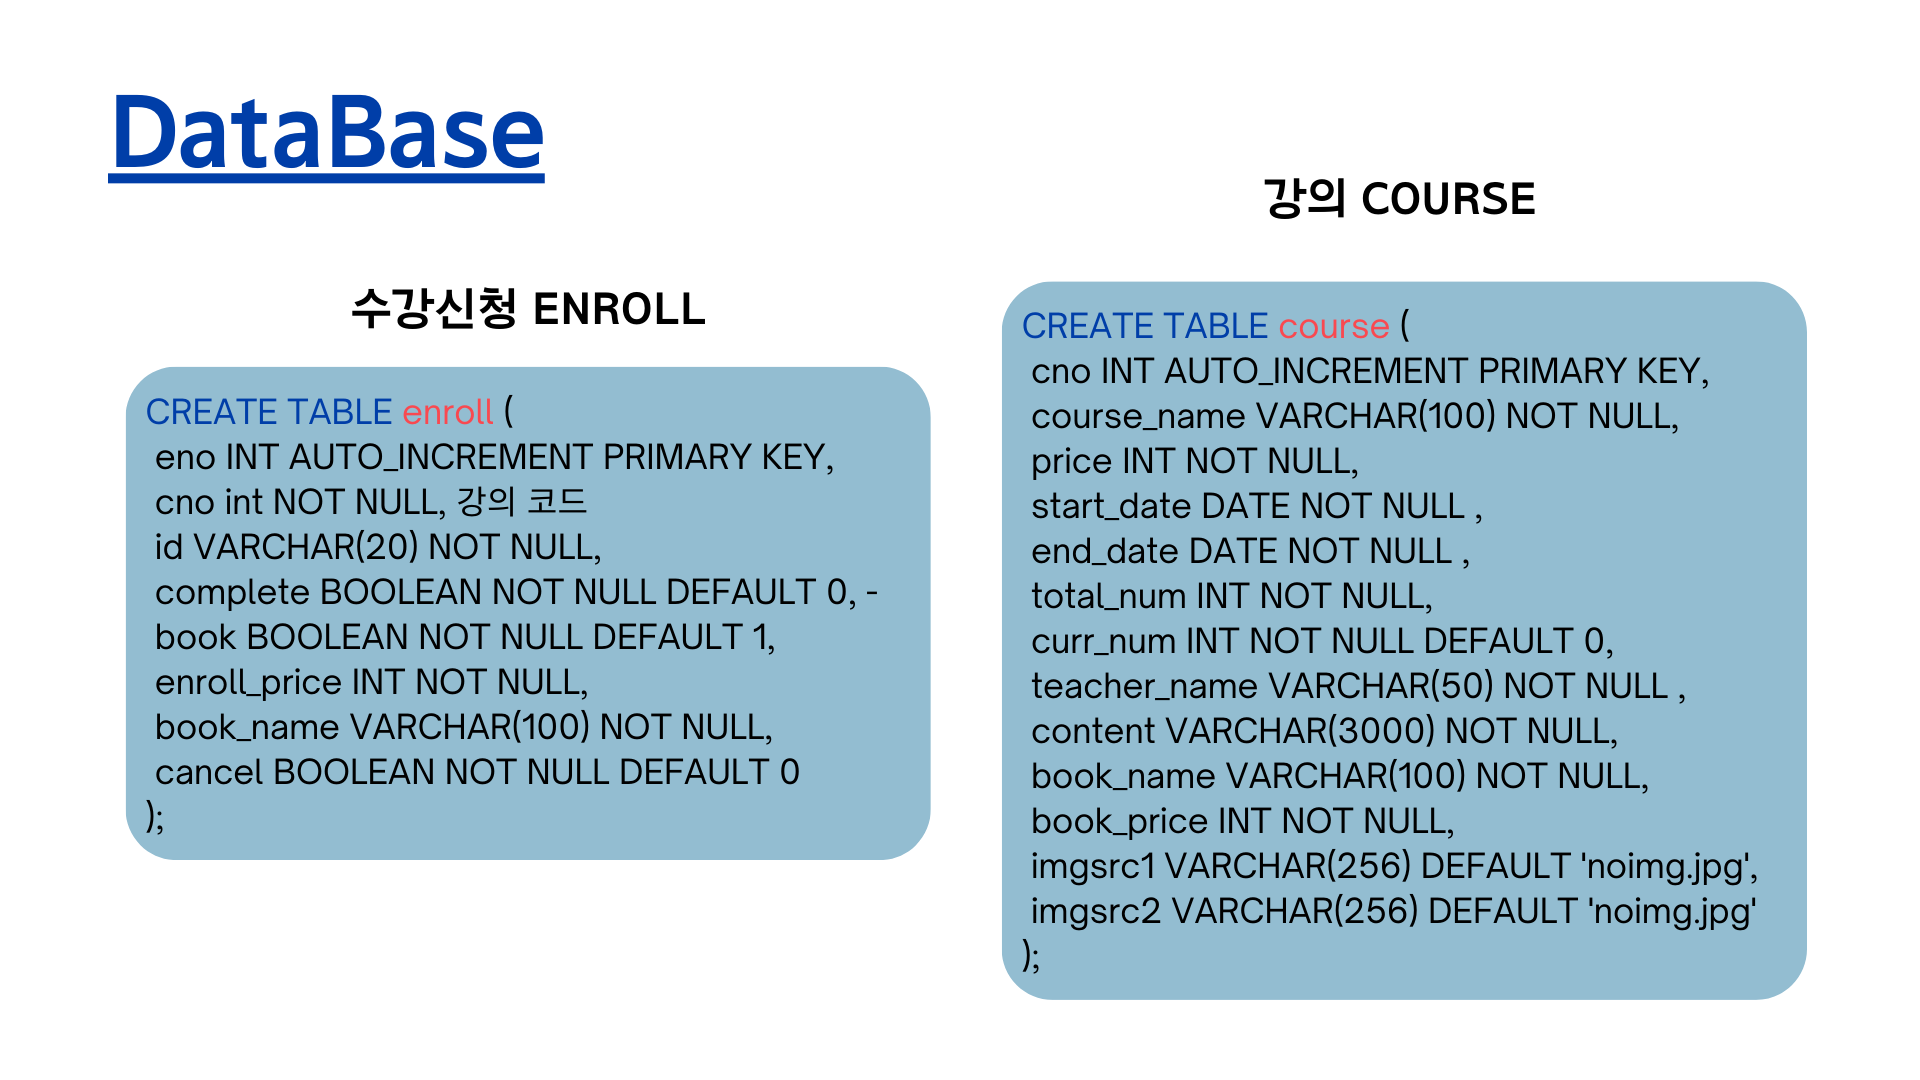 DataBase
수강신청 ENROLL
CREATE TABLE enroll (
eno INT AUTO_INCREMENT PRIMARY KEY,
cno int NOT NULL, 강의 코드
id VARCHAR(20) NOT NULL,
complete BOOLEAN NOT NULL DEFAULT 0, -
book BOOLEAN NOT NULL DEFAULT 1,
enroll_price INT NOT NULL,
book_name VARCHAR(100) NOT NULL,
cancel BOOLEAN NOT NULL DEFAULT 0
);
강의 COURSE
CREATE TABLE course (
cno INT AUTO_INCREMENT PRIMARY KEY,
course_name VARCHAR(100) NOT NULL,
price INT NOT NULL,
start_date DATE NOT NULL ,
end_date DATE NOT NULL ,
total_num INT NOT NULL,
curr_num INT NOT NULL DEFAULT 0,
teacher_name VARCHAR(50) NOT NULL ,
content VARCHAR(3000) NOT NULL,
book_name VARCHAR(100) NOT NULL,
book_price INT NOT NULL,
imgsrc1 VARCHAR(256) DEFAULT 'noimg.jpg',
imgsrc2 VARCHAR(256) DEFAULT 'noimg.jpg'
);